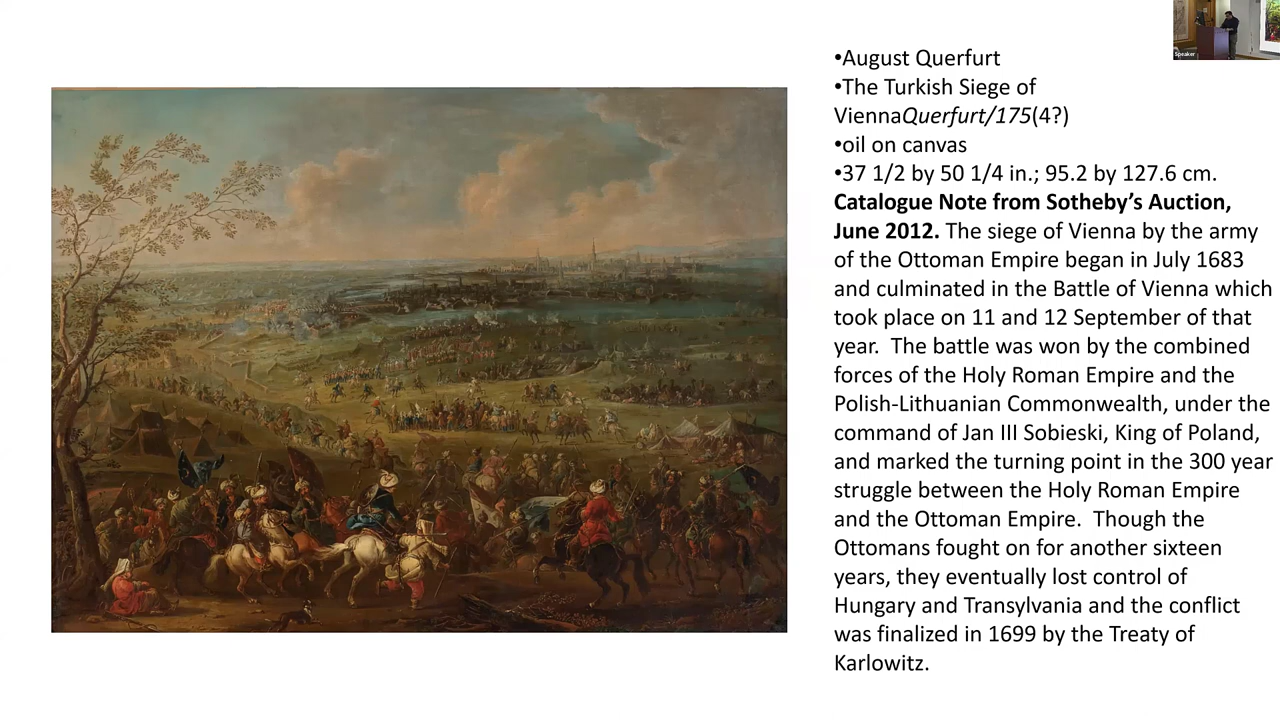 •August Querfurt
•The Turkish Siege of
ViennaQuerfurt/175(4?)
•oil on canvas
•37 1/2 by 50 1/4 in.; 95.2 by 127.6 cm.
Catalogue Note from Sotheby’s Auction,
June 2012. The siege of Vienna by the army
of the Ottoman Empire began in July 1683
and culminated in the Battle of Vienna which
took place on 11 and 12 September of that
year.  The battle was won by the combined
forces of the Holy Roman Empire and the
Polish-Lithuanian Commonwealth, under the
command of Jan III Sobieski, King of Poland,
and marked the turning point in the 300 year
struggle between the Holy Roman Empire
and the Ottoman Empire.  Though the
Ottomans fought on for another sixteen
years, they eventually lost control of
Hungary and Transylvania and the conflict
was finalized in 1699 by the Treaty of
Karlowitz.
Speaker